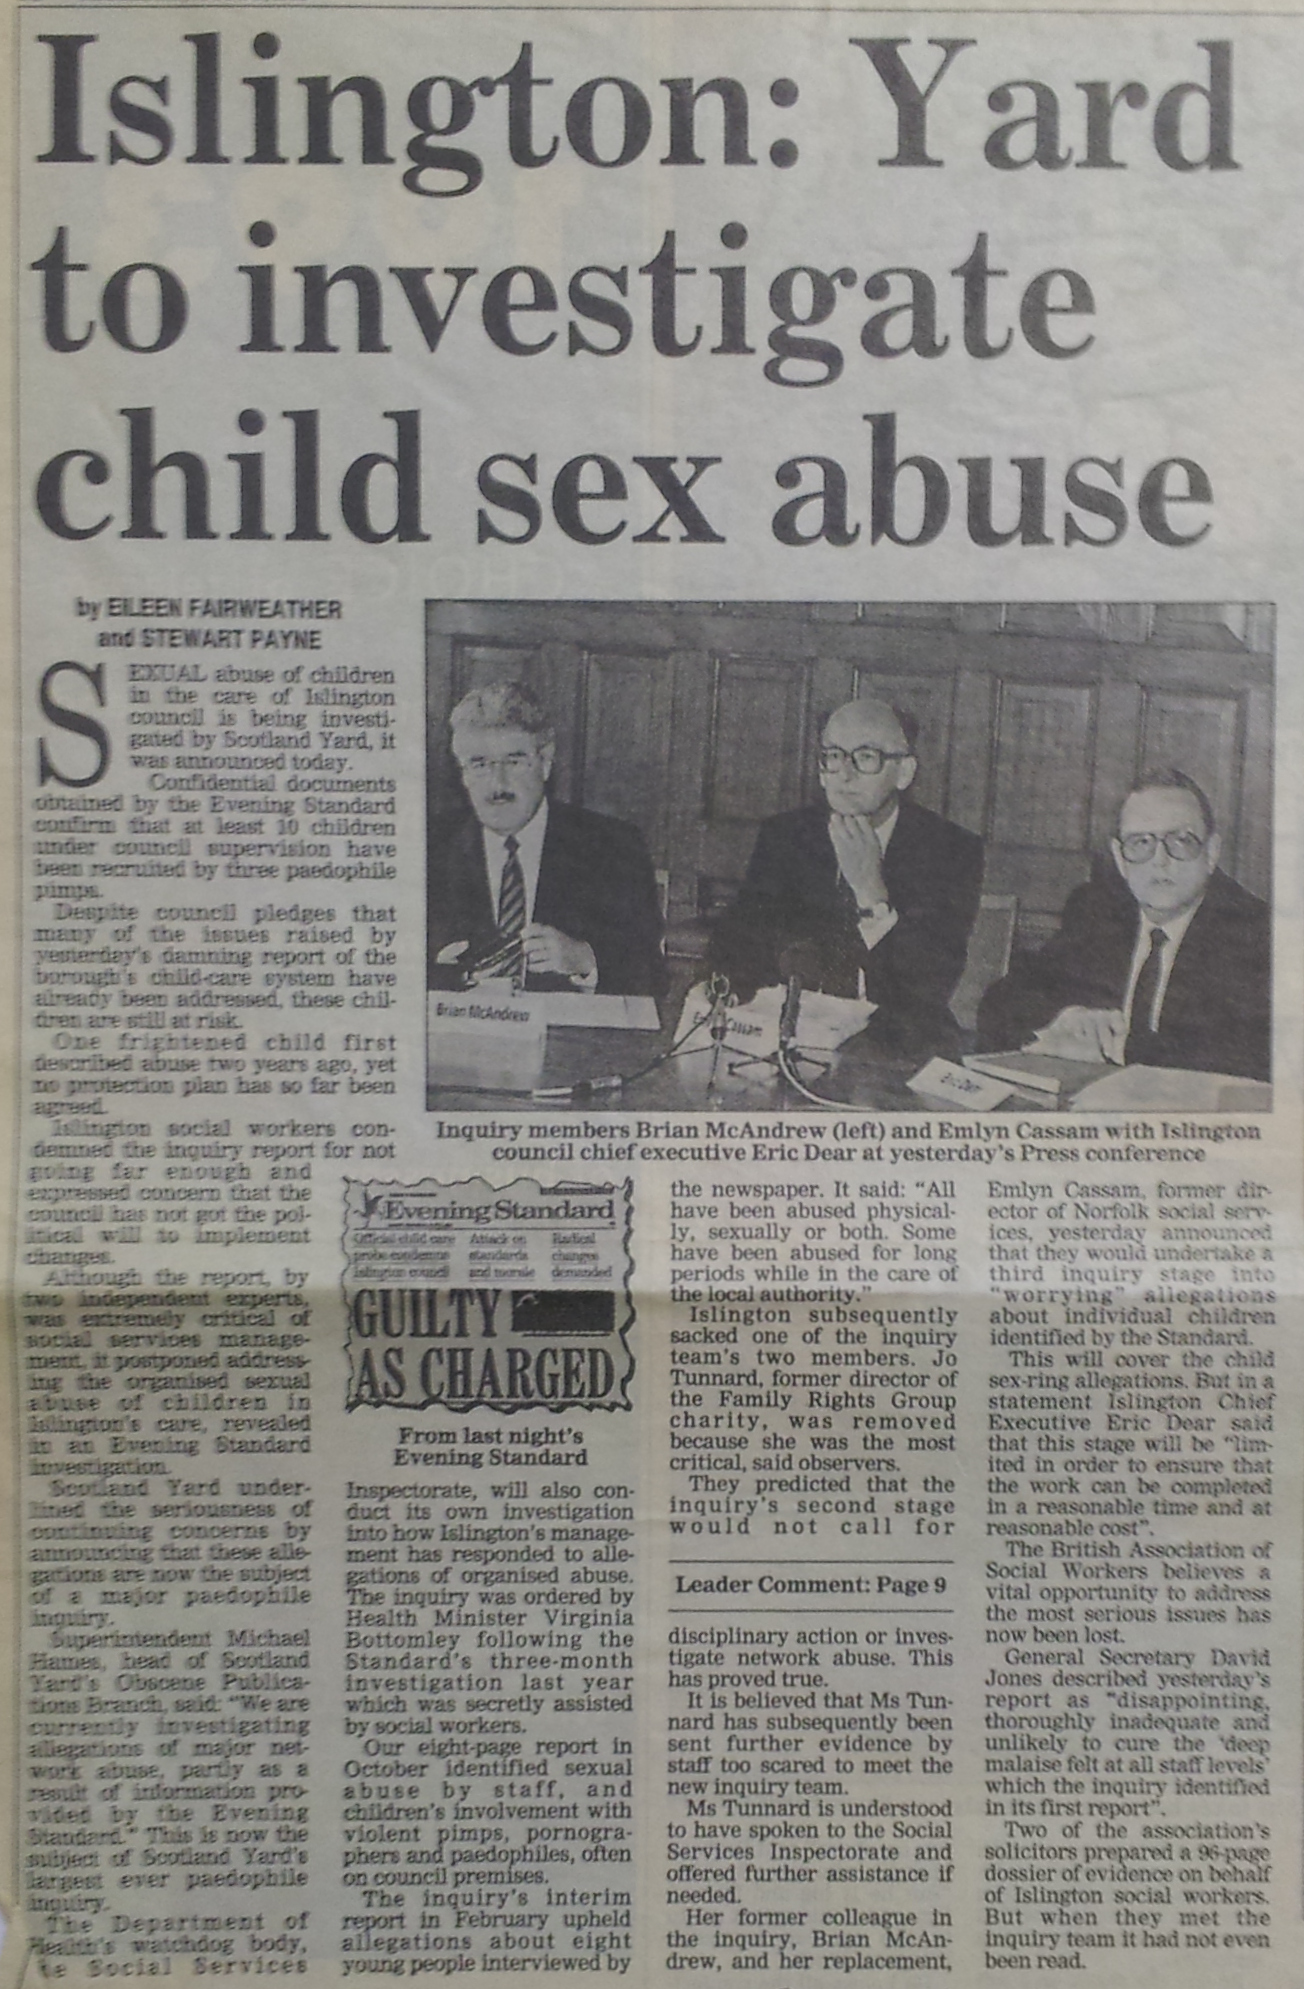 Islington: Yard
to investigate
child sex abuse
by EILEEN FAIRWEATHER
and STEWART PAYNE
SEXUAL abuse of children
in the care of Islington
council is being investi-
gated by Scotland Yard, it
was announced today.
Confidential documents
obtained by the Evening Standard
confirm that at least 10 children
under council supervision have
been recruited by three paedophile
pimps.
Despite council pledges that
many of the issues raised by
yesterday's damning report of the
borough's child-care system have
already been addressed, these chil-
dren are still at risk.
One frightened child first
described abuse two years ago, yet
no protection plan has so far been
agreed.
Islington social workers con-
demned the inquiry report for not
going far enough and
expressed concern that the
council has not got the pol-
itical will to implement
changes.
Although the report, by
two independent experts,
was extremely critical of
social services manage-
ment, it postponed address-
ing the organised sexual
abuse of children in
Islington's care, revealed
in an Evening Standard
investigation.
Scotland Yard under-
lined the seriousness of
continuing concerns by
announcing that these alle-
gations are now the subject
of a major paedophile
inquiry.
Superintendent Michael
Hames, head of Scotland
Yard's Obscene Publica-
tions Branch, said: "We are
currently investigating
allegations of major net-
work abuse, partly as a
result of information pro-
vided by the Evening
Standard." This is now the
subject of Scotland Yard's
largest ever paedophile
inquiry.
The Department of
Health's watchdog body,
Social Services
Brian McAndrew
Cassam
Eric Dear
Inquiry members Brian McAndrew (left) and Emlyn Cassam with Islington
council chief executive Eric Dear at yesterday's Press conference
Evening Standard
Official child care Attack on Radical
probe condemns standards changes
Islington council and morale demanded
GUILTY
AS CHARGED
From last night's
Evening Standard
Inspectorate, will also con-
duct its own investigation
into how Islington's manage-
ment has responded to alle-
gations of organised abuse.
The inquiry was ordered by
Health Minister Virginia
Bottomley following the
Standard's three-month
investigation last year
which was secretly assisted
by social workers.
Our eight-page report in
October identified sexual
abuse by staff, and
children's involvement with
violent pimps, pornogra-
phers and paedophiles, often
on council premises.
The inquiry's interim
report in February upheld
allegations about eight
young people interviewed by
the newspaper. It said: "All
have been abused physical-
ly, sexually or both. Some
have been abused for long
periods while in the care of
the local authority."
Islington subsequently
sacked one of the inquiry
team's two members. Jo
Tunnard, former director of
the Family Rights Group
charity, was removed
because she was the most
critical, said observers.
They predicted that the
inquiry's second stage
would not call for
Leader Comment: Page 9
disciplinary action or inves-
tigate network abuse. This
has proved true.
It is believed that Ms Tun-
nard has subsequently been
sent further evidence by
staff too scared to meet the
new inquiry team.
Ms Tunnard is understood
to have spoken to the Social
Services Inspectorate and
offered further assistance if
needed.
Her former colleague in
the inquiry, Brian McAn-
drew, and her replacement,
Emlyn Cassam, former dir-
ector of Norfolk social serv-
ices, yesterday announced
that they would undertake a
third inquiry stage into
"worrying" allegations
about individual children
identified by the Standard.
This will cover the child
sex-ring allegations. But in a
statement Islington Chief
Executive Eric Dear said
that this stage will be "lim-
ited in order to ensure that
the work can be completed
in a reasonable time and at
reasonable cost".
The British Association of
Social Workers believes a
vital opportunity to address
the most serious issues has
now been lost.
General Secretary David
Jones described yesterday's
report as "disappointing,
thoroughly inadequate and
unlikely to cure the 'deep
malaise felt at all staff levels'
which the inquiry identified
in its first report".
Two of the association's
solicitors prepared a 96-page
dossier of evidence on behalf
of Islington social workers.
But when they met the
inquiry team it had not even
been read.